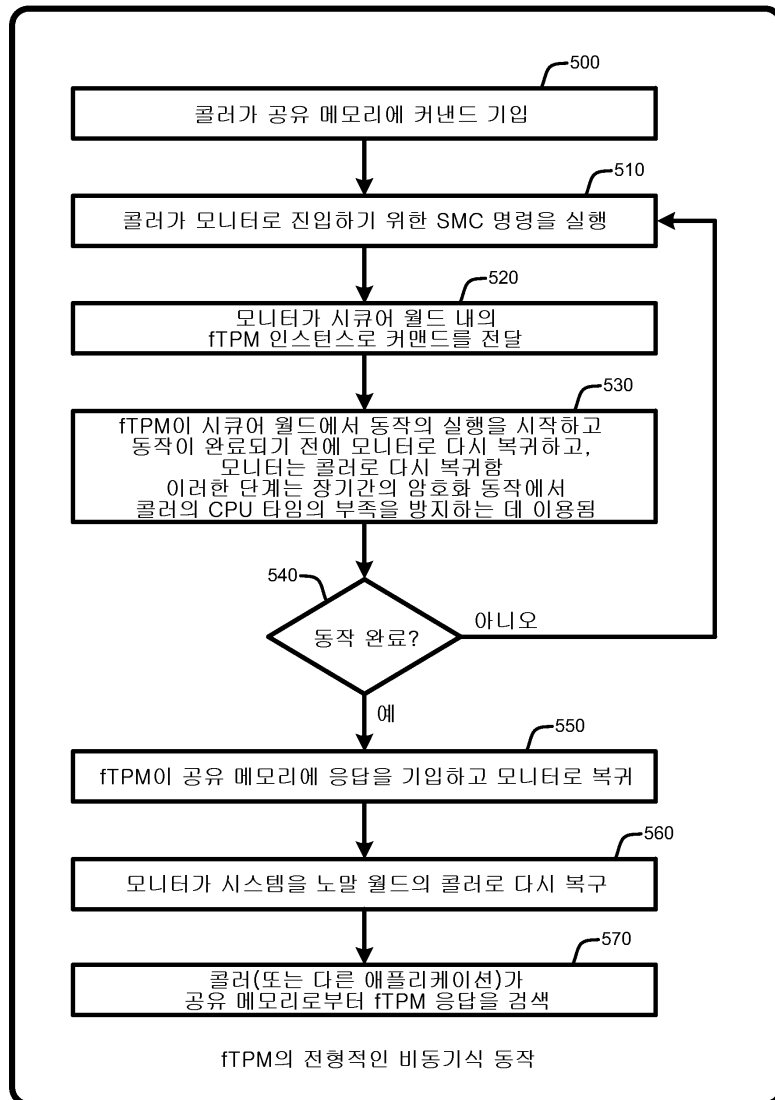 500
콜러가 공유 메모리에 커낸드 기입
510
콜러가 모니터로 진입하기 위한 SMC 명령을 실행
520
모니터가 시큐어 월드 내의
fTPM 인스턴스로 커맨드를 전달
530
fTPM이 시큐어 월드에서 동작의 실행을 시작하고
동작이 완료되기 전에 모니터로 다시 복귀하고,
모니터는 콜러로 다시 복귀함
이러한 단계는 장기간의 암호화 동작에서
콜러의 CPU 타임의 부족을 방지하는 데 이용됨
540
동작 완료?
아니오
예
550
fTPM이 공유 메모리에 응답을 기입하고 모니터로 복귀
560
모니터가 시스템을 노말 월드의 콜러로 다시 복구
570
콜러(또는 다른 애플리케이션)가
공유 메모리로부터 fTPM 응답을 검색
fTPM의 전형적인 비동기식 동작